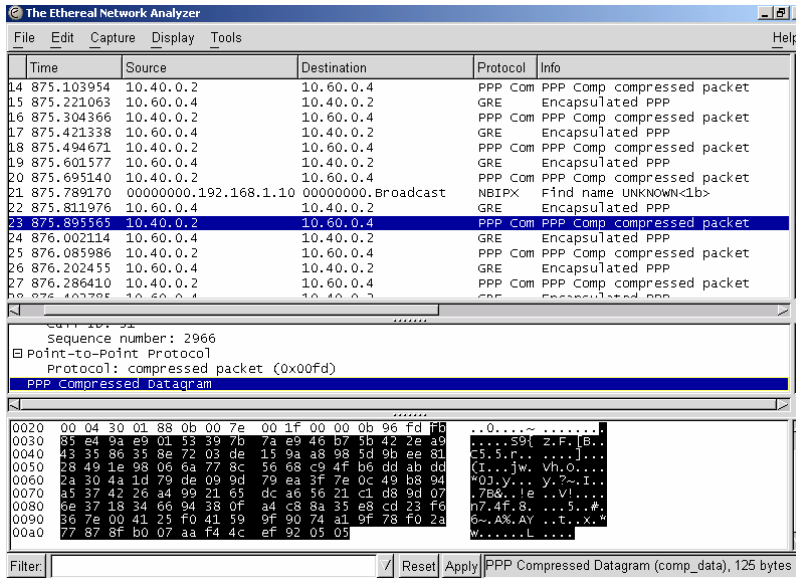 The Ethereal Network Analyzer
File Edit Capture Display Tools Help
Time Source Destination Protocol Info
14 875.103954 10.40.0.2 10.60.0.4 PPP Com PPP Comp compressed packet
15 875.221063 10.60.0.4 10.40.0.2 GRE Encapsulated PPP
16 875.304366 10.40.0.2 10.60.0.4 PPP Com PPP Comp compressed packet
17 875.421338 10.60.0.4 10.40.0.2 GRE Encapsulated PPP
18 875.494671 10.40.0.2 10.60.0.4 PPP Com PPP Comp compressed packet
19 875.601577 10.60.0.4 10.40.0.2 GRE Encapsulated PPP
20 875.695140 10.40.0.2 10.60.0.4 PPP Com PPP Comp compressed packet
21 875.789170 00000000.192.168.1.10 00000000.Broadcast NBIPX Find name UNKNOWN<1b>
22 875.811976 10.60.0.4 10.40.0.2 GRE Encapsulated PPP
23 875.895565 10.40.0.2 10.60.0.4 PPP Com PPP Comp compressed packet
24 876.002114 10.60.0.4 10.40.0.2 GRE Encapsulated PPP
25 876.085986 10.40.0.2 10.60.0.4 PPP Com PPP Comp compressed packet
26 876.202455 10.60.0.4 10.40.0.2 GRE Encapsulated PPP
27 876.286410 10.40.0.2 10.60.0.4 PPP Com PPP Comp compressed packet
28 876.402785 10.60.0.4 10.40.0.2 GRE Encapsulated PPP
Sequence number: 2966
Point-to-Point Protocol
Protocol: compressed packet (0x00fd)
PPP Compressed Datagram
0020 00 04 30 01 88 0b 00 7e 00 1f 00 00 0b 96 fd fb ..0....~ ........
0030 85 e4 9a e9 01 53 39 7b 7a e9 46 b7 5b 42 2e a9 .....S9{ z.F.[B..
0040 43 35 86 35 8e 72 03 de 15 9a a8 98 5d 9b ee 81 C5.5.r.. ....]...
0050 28 49 1e 98 06 6a 77 8c 56 68 c9 4f b6 dd ab dd (I...jw. Vh.O....
0060 2a 30 4a 1d 79 de 09 9d 79 ea 3f 7e 0c 49 b8 94 *0J.y... y.?~.I..
0070 a5 37 42 26 a4 99 21 65 dc a6 56 21 c1 d8 9d 07 .7B&..!e ..V!....
0080 6e 37 18 34 66 94 38 0f a4 c8 8a 35 e8 cd 23 f6 n7.4f.8. ...5..#.
0090 36 7e 00 41 25 f0 41 59 9f 90 74 a1 9f 78 f0 2a 6~.A%.AY ..t..x.*
00a0 77 87 8f b0 07 aa f4 4c ef 92 05 05 w......L ....
Filter: / Reset Apply PPP Compressed Datagram (comp_data), 125 bytes